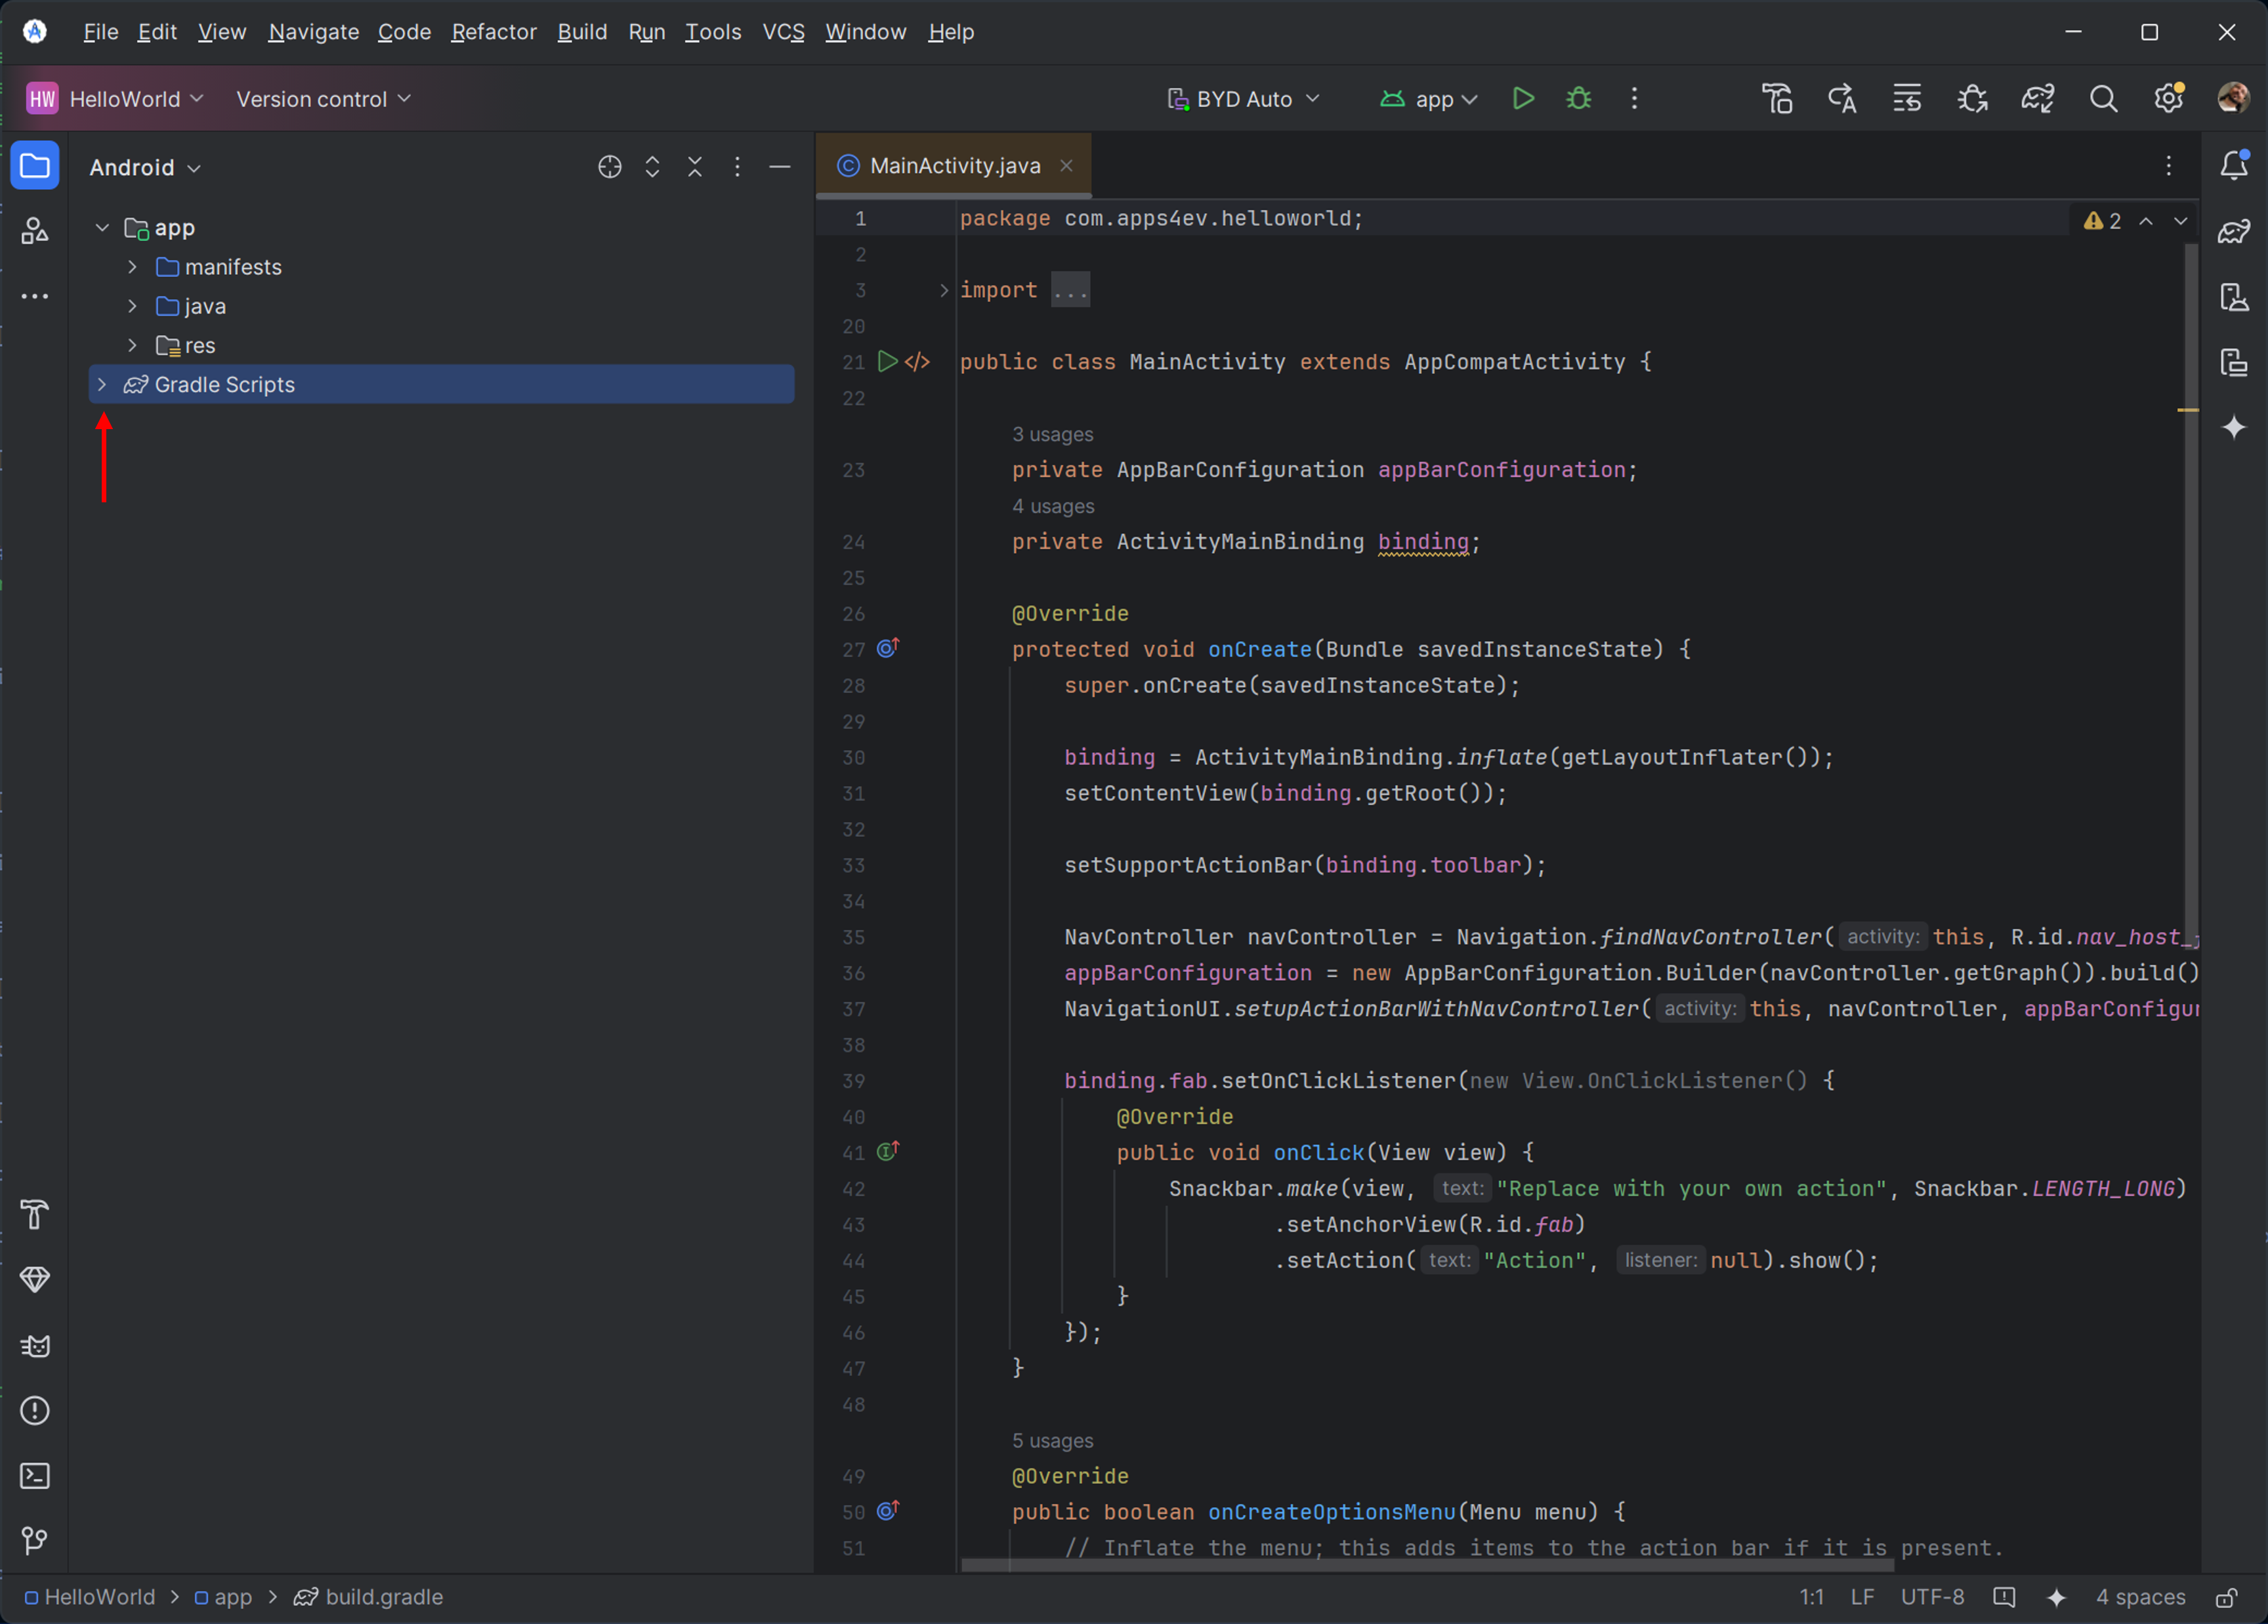 File Edit View Navigate Code Refactor Build Run Tools VCS Window Help
HW HelloWorld Version control BYD Auto app
Android
MainActivity.java
app
manifests
java
res
Gradle Scripts
1 package com.apps4ev.helloworld;
2
2
3 import ...
20
21 public class MainActivity extends AppCompatActivity {
22
3 usages
23 private AppBarConfiguration appBarConfiguration;
4 usages
24 private ActivityMainBinding binding;
25
26 @Override
27 protected void onCreate(Bundle savedInstanceState) {
28 super.onCreate(savedInstanceState);
29
30 binding = ActivityMainBinding.inflate(getLayoutInflater());
31 setContentView(binding.getRoot());
32
33 setSupportActionBar(binding.toolbar);
34
35 NavController navController = Navigation.findNavController( activity: this, R.id.nav_host_
36 appBarConfiguration = new AppBarConfiguration.Builder(navController.getGraph()).build()
37 NavigationUI.setupActionBarWithNavController( activity: this, navController, appBarConfigur
38
39 binding.fab.setOnClickListener(new View.OnClickListener() {
40 @Override
41 public void onClick(View view) {
42 Snackbar.make(view, text: "Replace with your own action", Snackbar.LENGTH_LONG)
43 .setAnchorView(R.id.fab)
44 .setAction( text: "Action", listener: null).show();
45 }
46 });
47 }
48
5 usages
49 @Override
50 public boolean onCreateOptionsMenu(Menu menu) {
51 // Inflate the menu; this adds items to the action bar if it is present.
HelloWorld > app > build.gradle 1:1 LF UTF-8 4 spaces